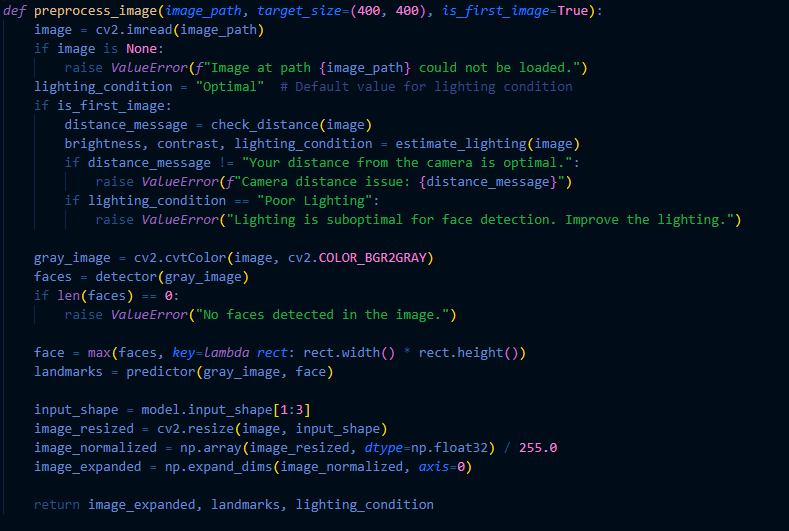 def preprocess_image(image_path, target_size=(400, 400), is_first_image=True):
    image = cv2.imread(image_path)
    if image is None:
        raise ValueError(f"Image at path {image_path} could not be loaded.")
    lighting_condition = "Optimal"  # Default value for lighting condition
    if is_first_image:
        distance_message = check_distance(image)
        brightness, contrast, lighting_condition = estimate_lighting(image)
        if distance_message != "Your distance from the camera is optimal.":
            raise ValueError(f"Camera distance issue: {distance_message}")
        if lighting_condition == "Poor Lighting":
            raise ValueError("Lighting is suboptimal for face detection. Improve the lighting.")

    gray_image = cv2.cvtColor(image, cv2.COLOR_BGR2GRAY)
    faces = detector(gray_image)
    if len(faces) == 0:
        raise ValueError("No faces detected in the image.")

    face = max(faces, key=lambda rect: rect.width() * rect.height())
    landmarks = predictor(gray_image, face)

    input_shape = model.input_shape[1:3]
    image_resized = cv2.resize(image, input_shape)
    image_normalized = np.array(image_resized, dtype=np.float32) / 255.0
    image_expanded = np.expand_dims(image_normalized, axis=0)

    return image_expanded, landmarks, lighting_condition